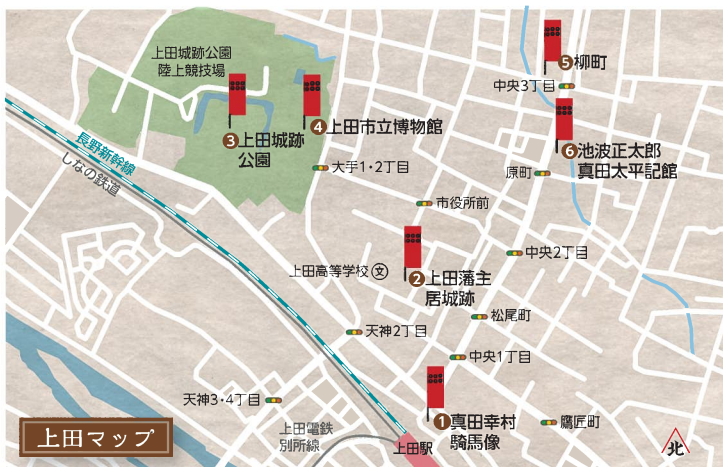 上田城跡公園
陸上競技場
5柳町
中央3丁目
3上田城跡
公園
4上田市立博物館
6池波正太郎
真田太平記館
長野新幹線
しなの鉄道
大手1・2丁目
原町
市役所前
上田高等学校 文
2上田藩主
居城跡
中央2丁目
松尾町
天神2丁目
中央1丁目
天神3・4丁目
1真田幸村
騎馬像
鷹匠町
上田電鉄
別所線
上田駅
上田マップ
北